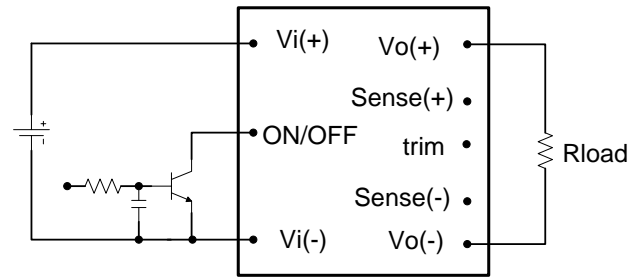 Vi(+)
Vo(+)
Sense(+)
+
-
ON/OFF
trim
Rload
Sense(-)
Vi(-)
Vo(-)